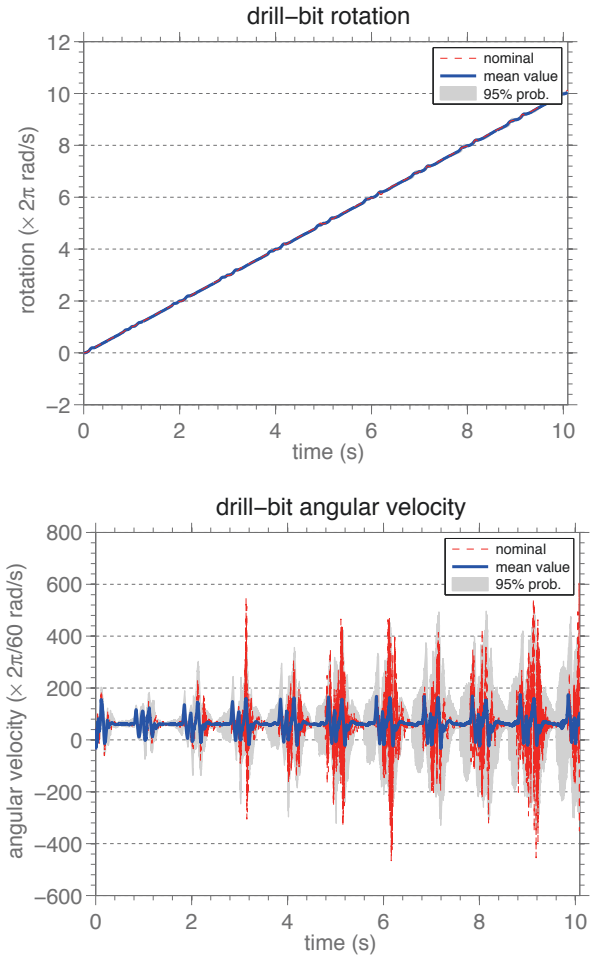 drill−bit rotation
12
10
8
6
4
2
0
−2
rotation (× 2π rad/s)
nominal
mean value
95% prob.
0 2 4 6 8 10
time (s)
drill−bit angular velocity
800
600
400
200
0
−200
−400
−600
angular velocity (× 2π/60 rad/s)
nominal
mean value
95% prob.
0 2 4 6 8 10
time (s)